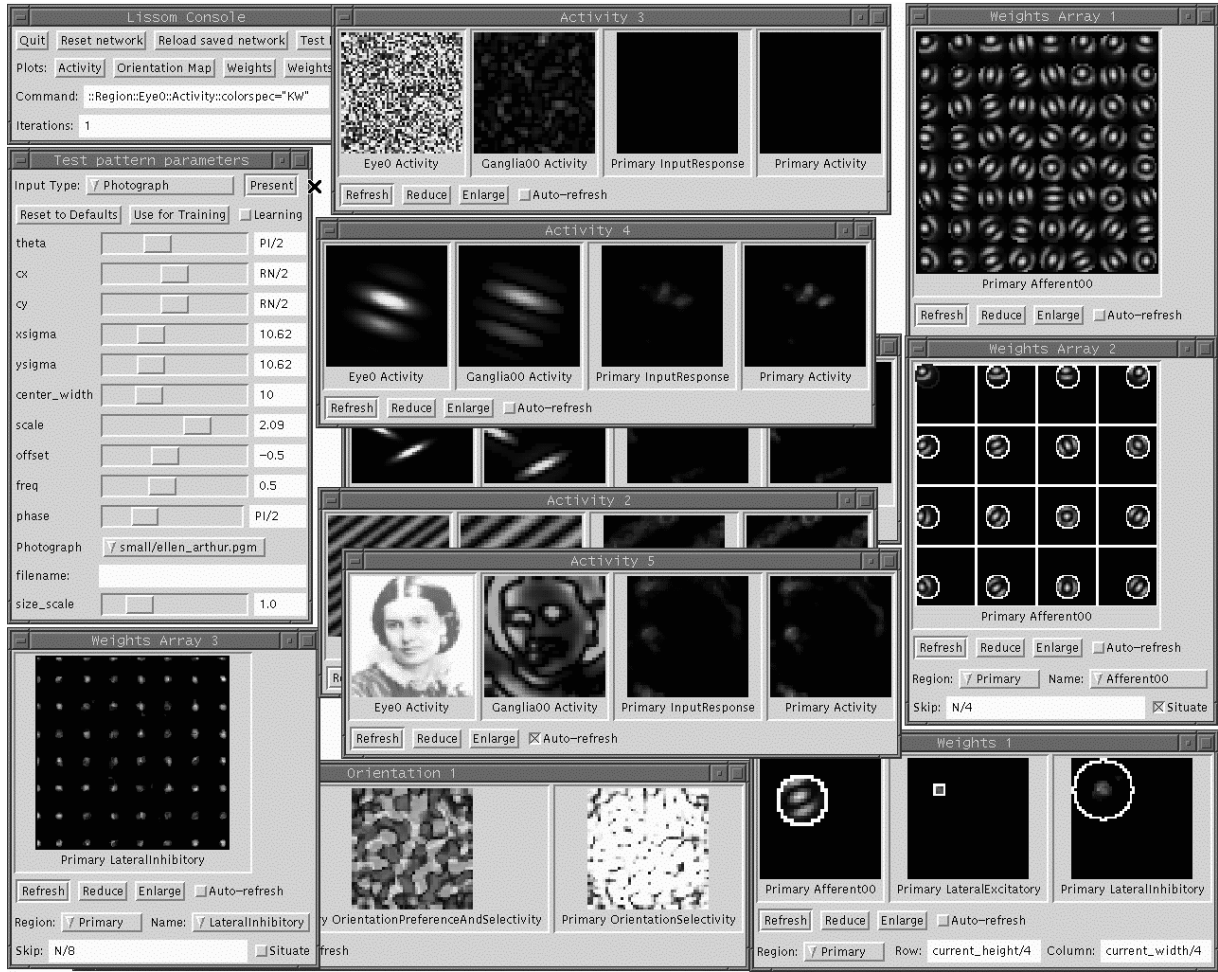 Lissom Console
Quit Reset network Reload saved network Test
Plots: Activity Orientation Map Weights Weights
Command: ::Region::Eye0::Activity::colorspec="KW"
Iterations: 1
Activity 3
Eye0 Activity Ganglia00 Activity Primary InputResponse Primary Activity
Refresh Reduce Enlarge Auto-refresh
Weights Array 1
Primary Afferent00
Refresh Reduce Enlarge Auto-refresh
Test pattern parameters
Input Type: Photograph Present
Reset to Defaults Use for Training Learning
theta PI/2
cx RN/2
cy RN/2
xsigma 10.62
ysigma 10.62
center_width 10
scale 2.09
offset -0.5
freq 0.5
phase PI/2
Photograph small/ellen_arthur.pgm
filename:
size_scale 1.0
Activity 4
Eye0 Activity Ganglia00 Activity Primary InputResponse Primary Activity
Refresh Reduce Enlarge Auto-refresh
Activity 2
Activity 5
Eye0 Activity Ganglia00 Activity Primary InputResponse Primary Activity
Refresh Reduce Enlarge Auto-refresh
Weights Array 2
Primary Afferent00
Refresh Reduce Enlarge Auto-refresh
Region: Primary Name: Afferent00
Skip: N/4 Situate
Weights Array 3
Primary LateralInhibitory
Refresh Reduce Enlarge Auto-refresh
Region: Primary Name: LateralInhibitory
Skip: N/8 Situate
Orientation 1
ry OrientationPreferenceAndSelectivity Primary OrientationSelectivity
fresh
Weights 1
Primary Afferent00 Primary LateralExcitatory Primary LateralInhibitory
Refresh Reduce Enlarge Auto-refresh
Region: Primary Row: current_height/4 Column: current_width/4